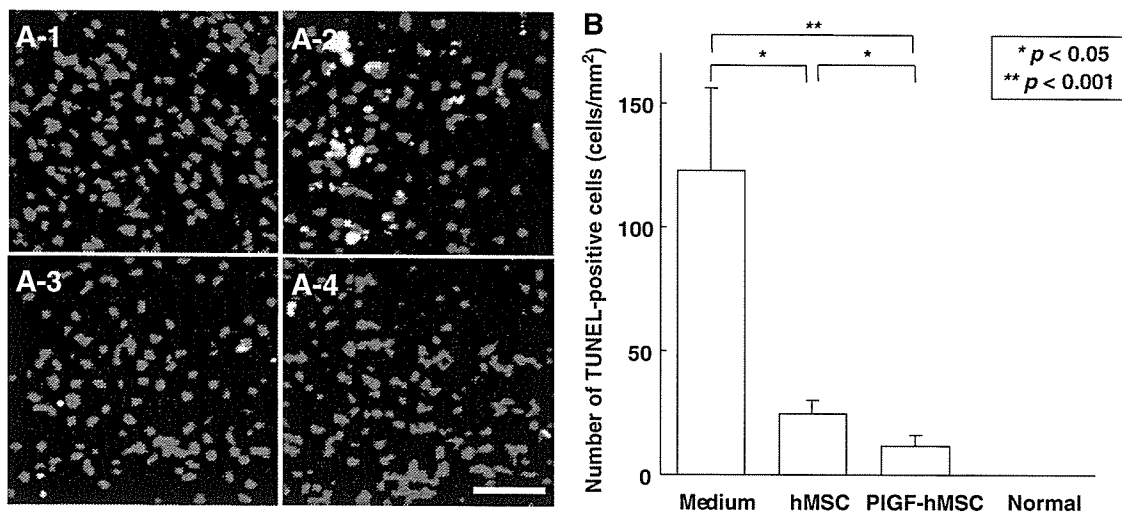 A-1
A-2
A-3
A-4
B
Number of TUNEL-positive cells (cells/mm²)
150
100
50
0
**
*
*
* p < 0.05
** p < 0.001
Medium
hMSC
PlGF-hMSC
Normal